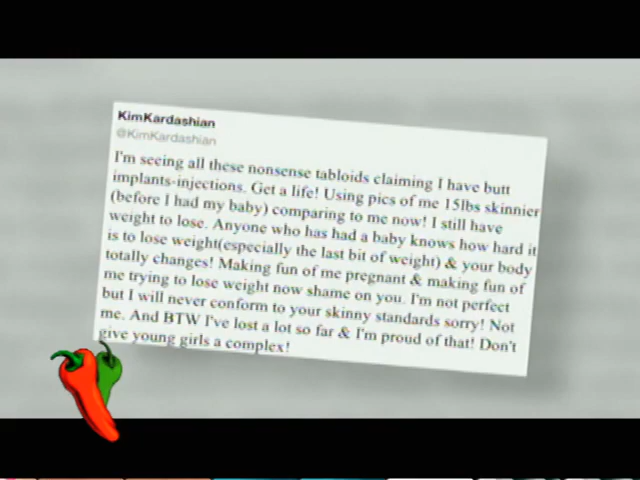 KimKardashian
@KimKardashian
I'm seeing all these nonsense tabloids claiming I have butt
implants-injections. Get a life! Using pics of me 15lbs skinnier
(before I had my baby) comparing to me now! I still have
weight to lose. Anyone who has had a baby knows how hard it
is to lose weight(especially the last bit of weight) & your body
totally changes! Making fun of me pregnant & making fun of
me trying to lose weight now shame on you. I'm not perfect
but I will never conform to your skinny standards sorry! Not
me. And BTW I've lost a lot so far & I'm proud of that! Don't
give young girls a complex!